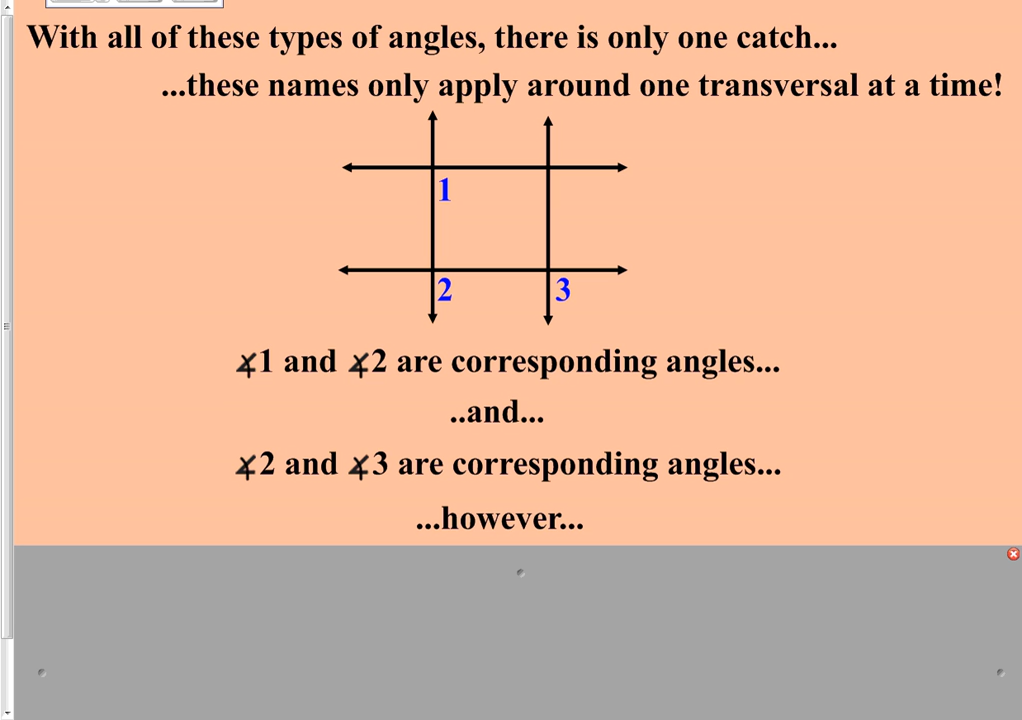 With all of these types of angles, there is only one catch...
...these names only apply around one transversal at a time!
1
2 3
∡1 and ∡2 are corresponding angles...
..and...
∡2 and ∡3 are corresponding angles...
...however...